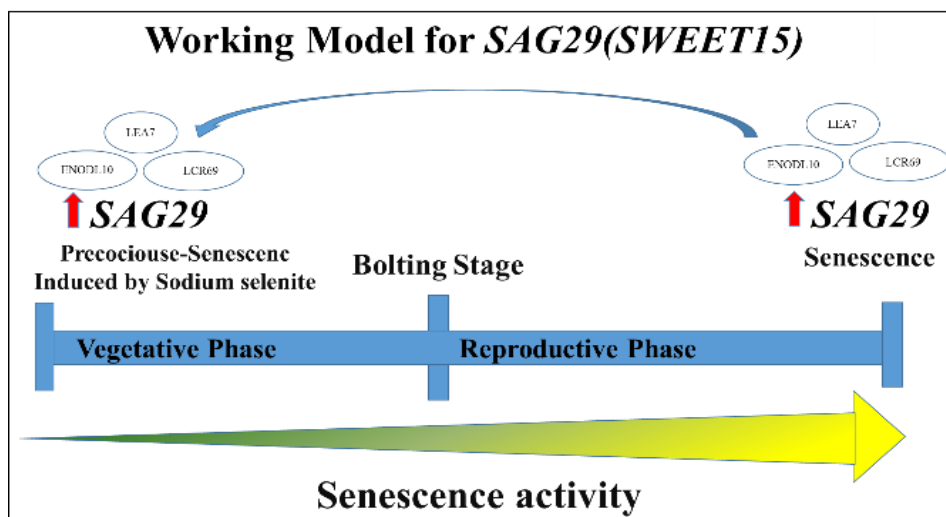 Working Model for SAG29(SWEET15)
LEA7
ENODL10
LCR69
SAG29
Precociouse-Senescenc
Induced by Sodium selenite
LEA7
ENODL10
LCR69
SAG29
Senescence
Bolting Stage
Vegetative Phase
Reproductive Phase
Senescence activity